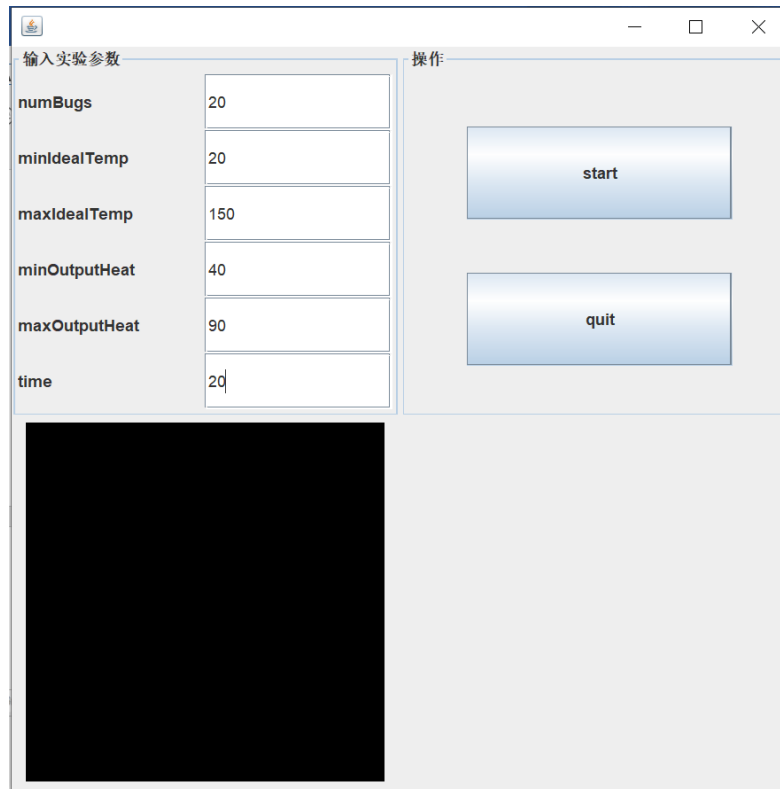 输入实验参数
操作
numBugs 20
minIdealTemp 20
maxIdealTemp 150
minOutputHeat 40
maxOutputHeat 90
time 20
start
quit